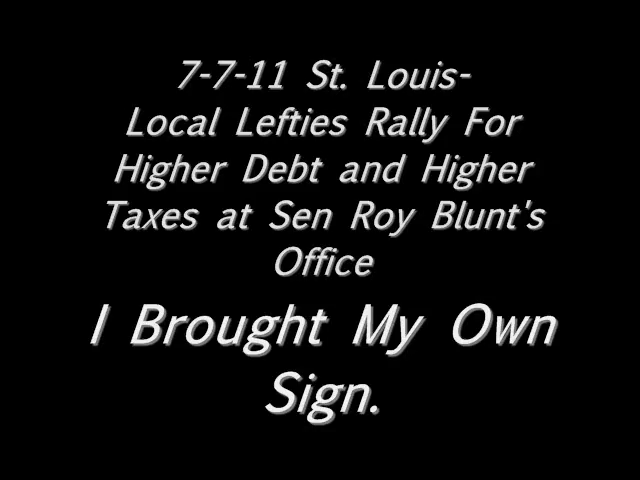 7-7-11 St. Louis-
Local Lefties Rally For
Higher Debt and Higher
Taxes at Sen Roy Blunt's
Office
I Brought My Own
Sign.